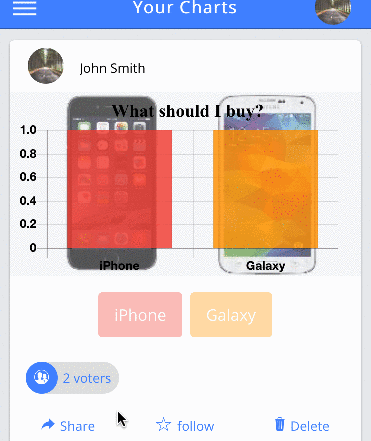 Your Charts
John Smith
What should I buy?
1.0
0.8
0.6
0.4
0.2
0
iPhone
Galaxy
iPhone
Galaxy
2 voters
Share
follow
Delete